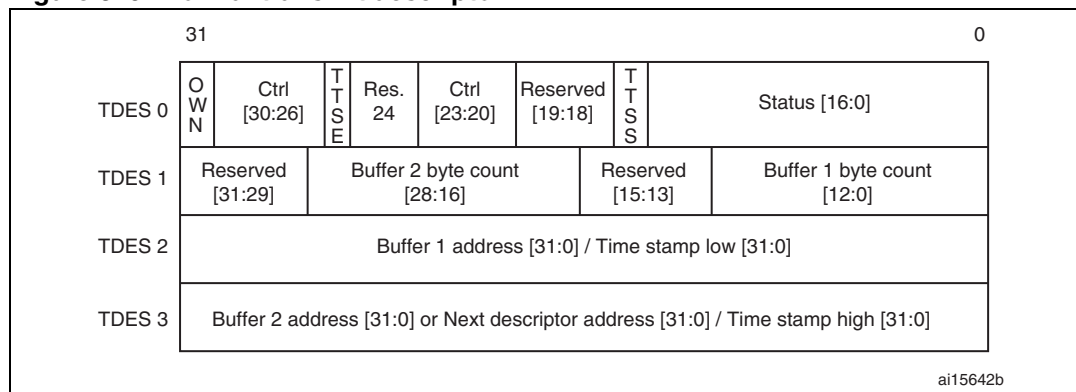 31 0
TDES 0
OWN
Ctrl
[30:26]
TTSE
Res.
24
Ctrl
[23:20]
Reserved
[19:18]
TTSS
Status [16:0]
TDES 1
Reserved
[31:29]
Buffer 2 byte count
[28:16]
Reserved
[15:13]
Buffer 1 byte count
[12:0]
TDES 2
Buffer 1 address [31:0] / Time stamp low [31:0]
TDES 3
Buffer 2 address [31:0] or Next descriptor address [31:0] / Time stamp high [31:0]
ai15642b